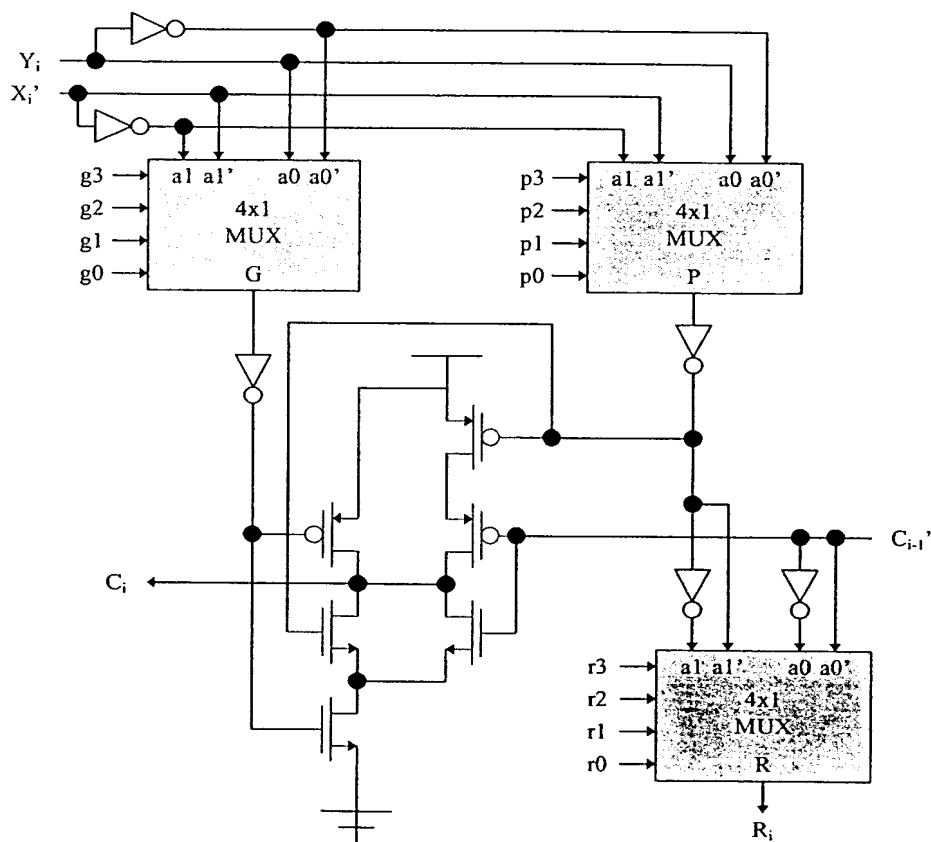 Yi
Xi'
g3
g2
g1
g0
a1 a1' a0 a0'
4x1
MUX
G
p3
p2
p1
p0
a1 a1' a0 a0'
4x1
MUX
P
Ci
Ci-1'
r3
r2
r1
r0
a1 a1' a0 a0'
4x1
MUX
R
Ri